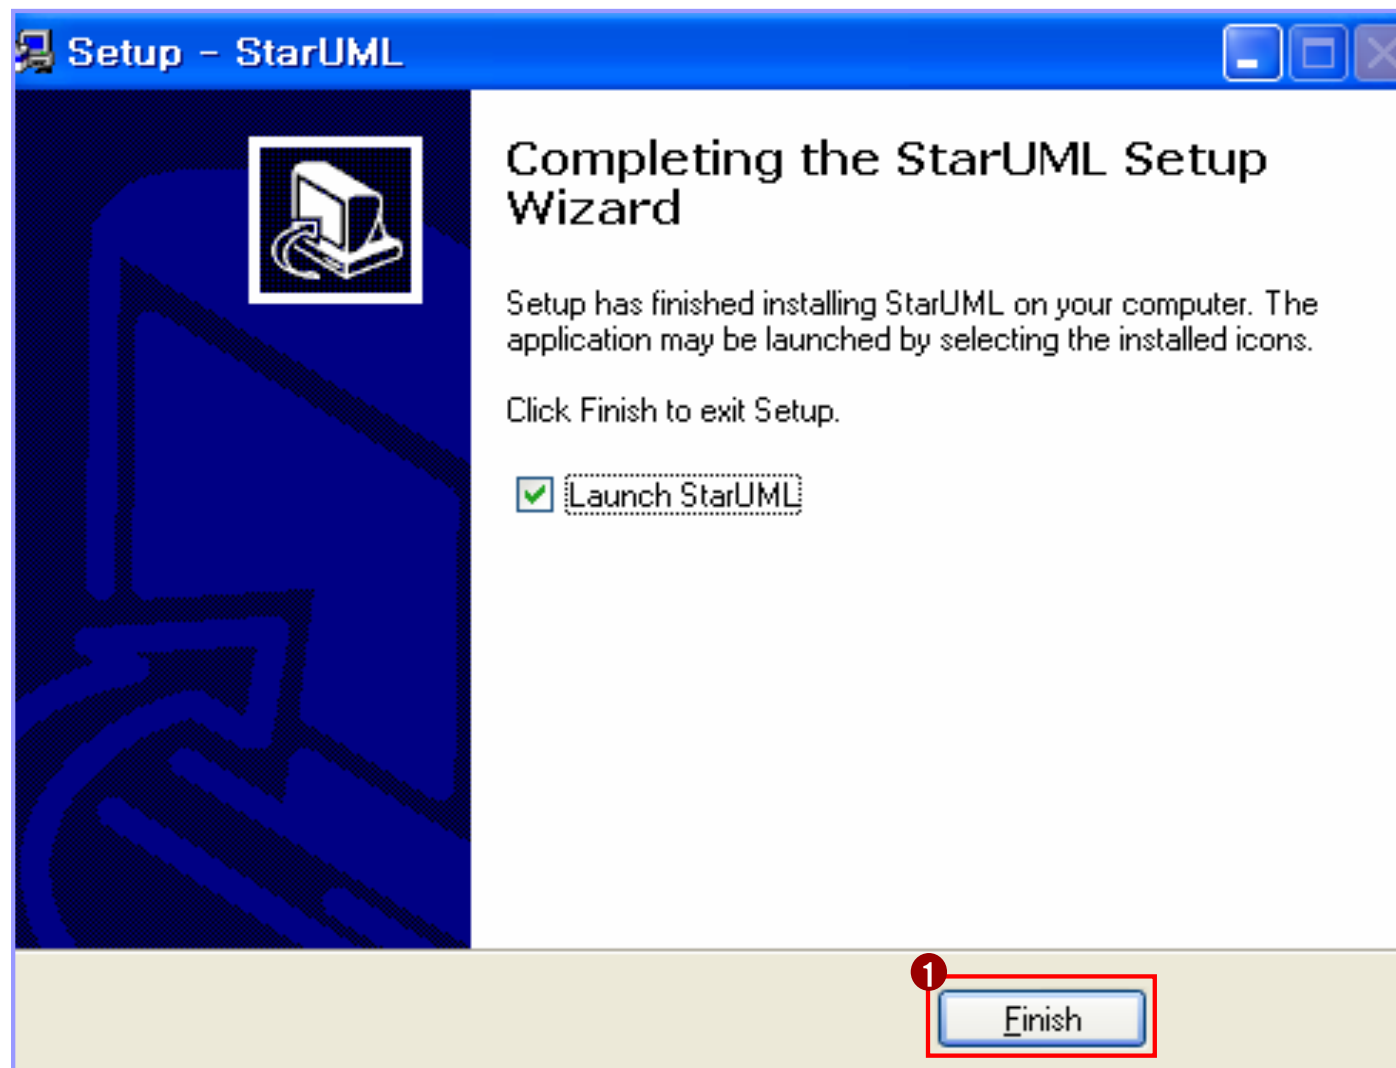 Setup - StarUML
Completing the StarUML Setup
Wizard
Setup has finished installing StarUML on your computer. The
application may be launched by selecting the installed icons.
Click Finish to exit Setup.
Launch StarUML
1
Finish